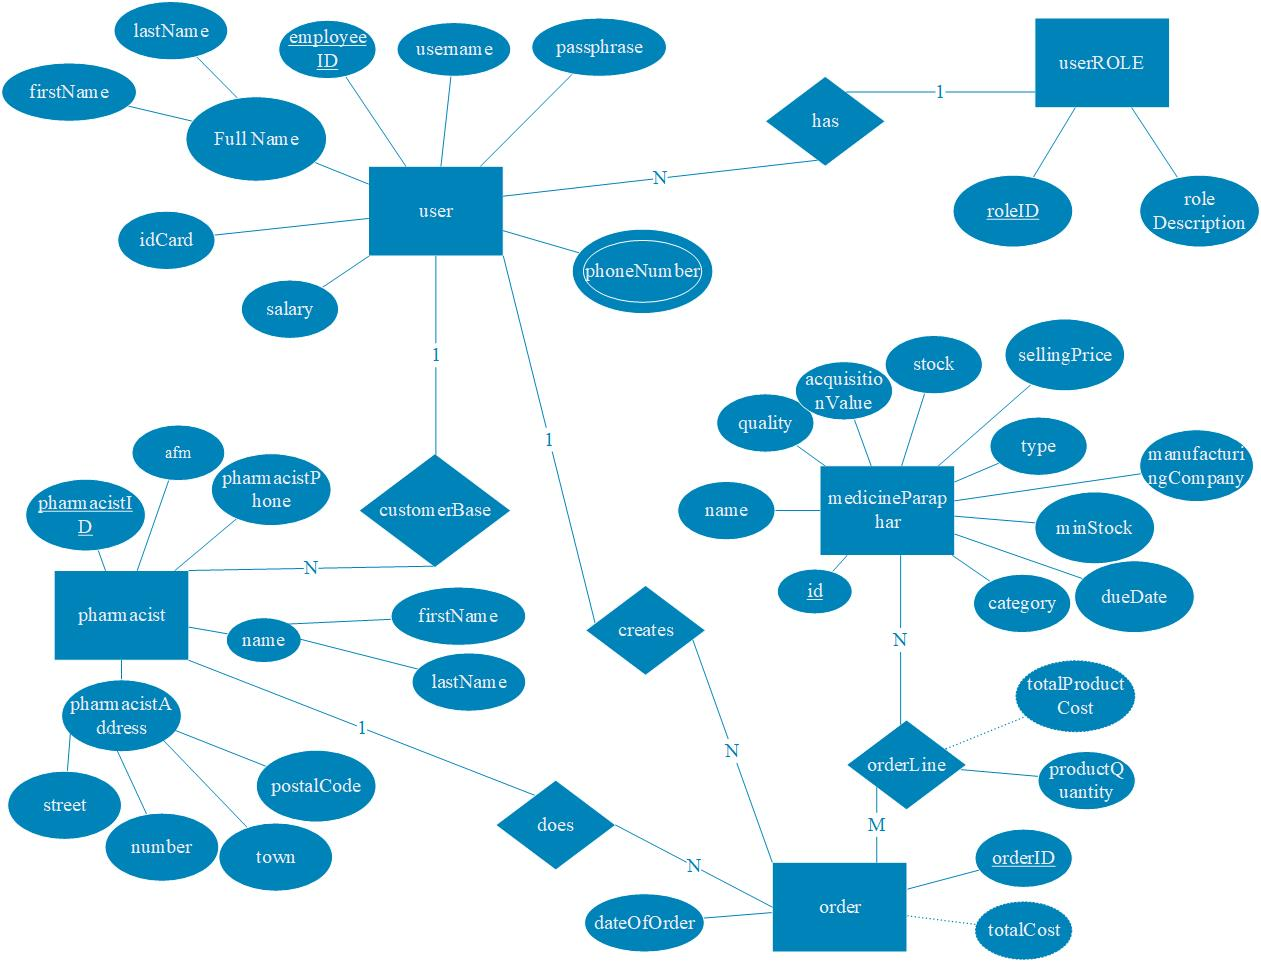 lastName
employee
ID
username
passphrase
userROLE
firstName
1
has
Full Name
N
user
roleID
role
Description
idCard
phoneNumber
salary
1
sellingPrice
stock
acquisitio
nValue
quality
1
type
afm
manufacturi
ngCompany
pharmacistP
hone
pharmacistI
D
customerBase
name
medicinePara
phar
minStock
N
id
category
dueDate
pharmacist
firstName
name
creates
N
lastName
totalProduct
Cost
pharmacistA
ddress
1
N
orderLine
productQ
uantity
postalCode
street
does
M
number
town
orderID
N
order
dateOfOrder
totalCost